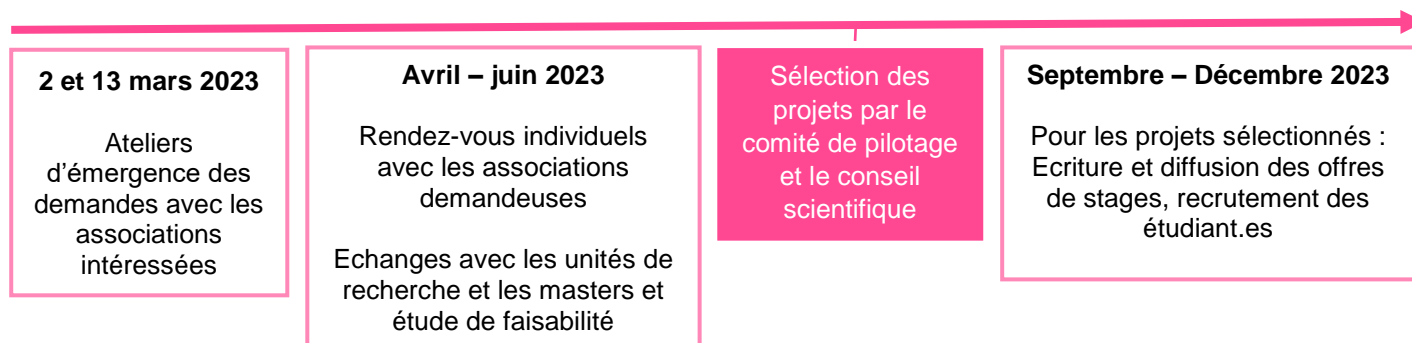 2 et 13 mars 2023
Ateliers
d'émergence des
demandes avec les
associations
intéressées
Avril – juin 2023
Rendez-vous individuels
avec les associations
demandeuses
Echanges avec les unités de
recherche et les masters et
étude de faisabilité
Sélection des
projets par le
comité de pilotage
et le conseil
scientifique
Septembre – Décembre 2023
Pour les projets sélectionnés :
Ecriture et diffusion des offres
de stages, recrutement des
étudiant.es